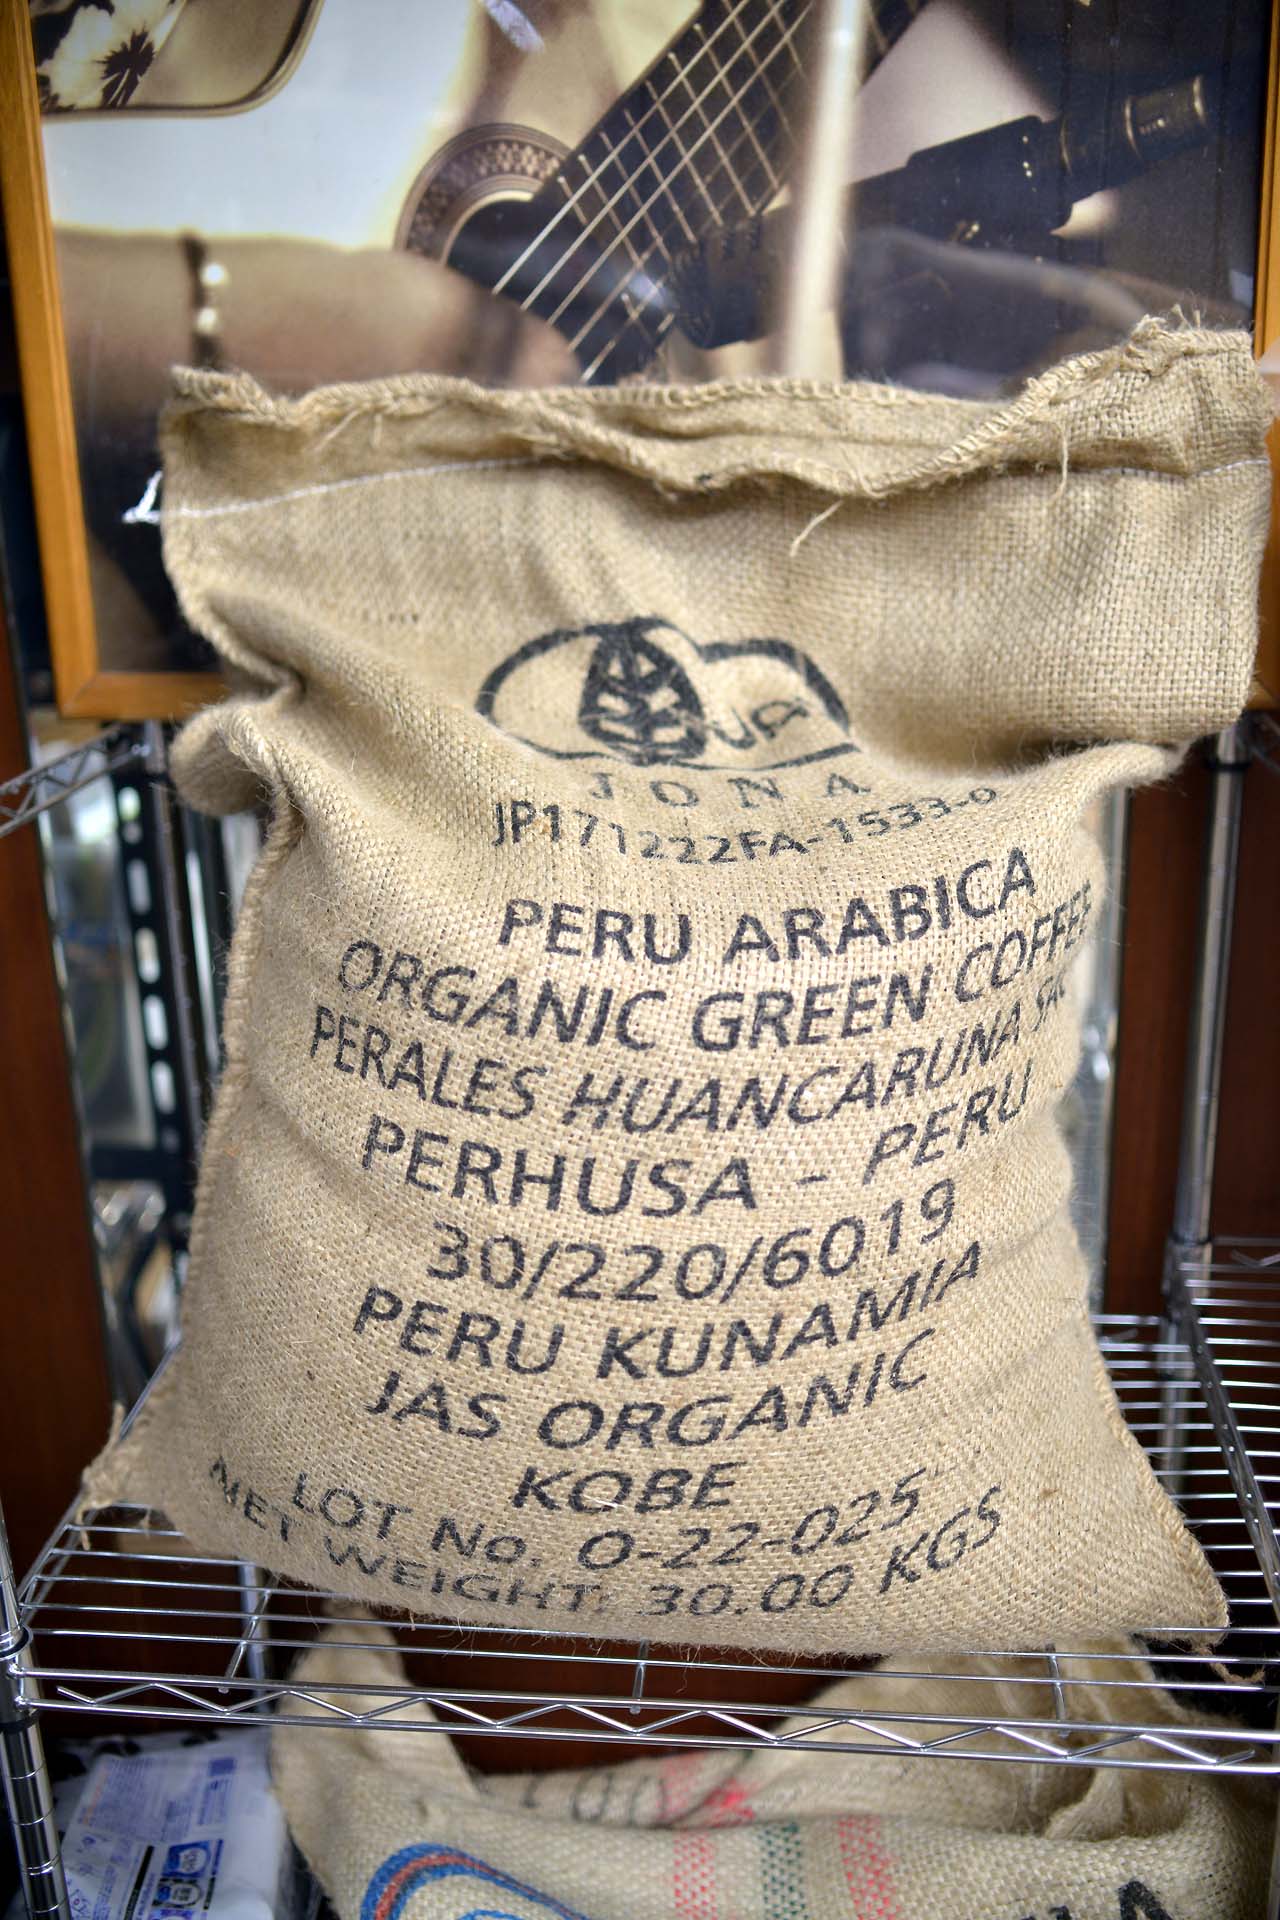 JONA
JP171222FA-1533-0
PERU ARABICA
ORGANIC GREEN COFFEE
PERALES HUANCARUNA SAC
PERHUSA - PERU
30/220/6019
PERU KUNAMIA
JAS ORGANIC
KOBE
LOT No. 0-22-025
NET WEIGHT: 30.00 KGS